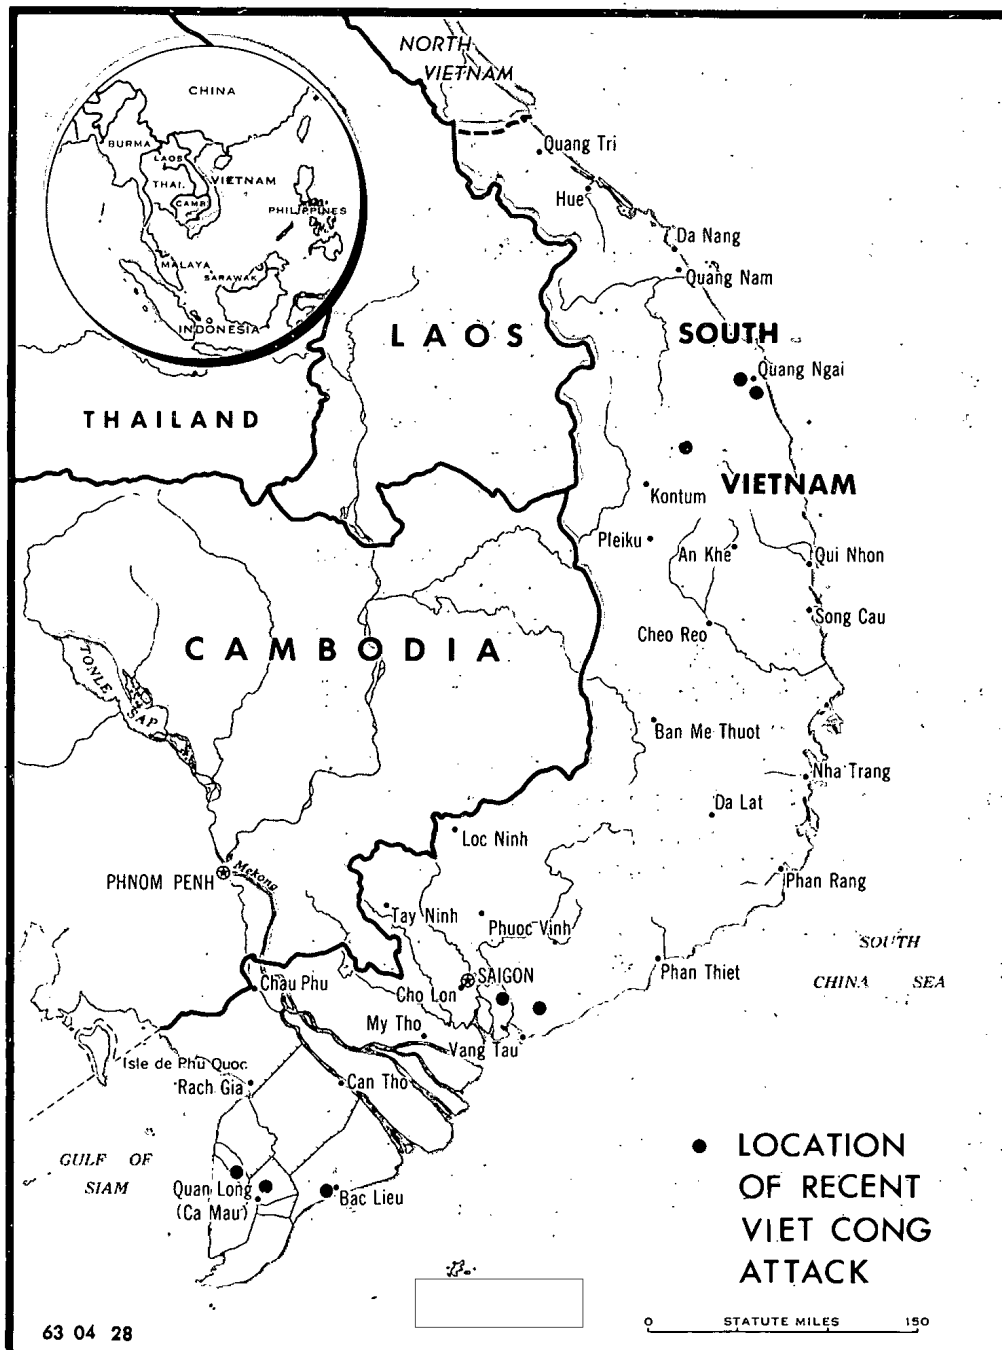 NORTH
VIETNAM
CHINA
BURMA
LAOS
THAI.
VIETNAM
CAMB
PHILIPPINES
MALAYA
SARAWAK
INDONESIA
Quang Tri
Hue
Da Nang
Quang Nam
LAOS
SOUTH
Quang Ngai
THAILAND
Kontum
VIETNAM
Pleiku
An Khe
Qui Nhon
Song Cau
Cheo Reo
CAMBODIA
TONLE
SAP
Ban Me Thuot
Nha Trang
Da Lat
Loc Ninh
Mekong
PHNOM PENH
Phan Rang
Tay Ninh
Phuoc Vinh
SOUTH
CHINA SEA
Phan Thiet
SAIGON
Chau Phu
Cho Lon
My Tho
Vang Tau
Isle de Phu Quoc
Rach Gia
Can Tho
GULF OF
SIAM
Quan Long
(Ca Mau)
Bac Lieu
LOCATION
OF RECENT
VIET CONG
ATTACK
63 04 28
0 STATUTE MILES 150